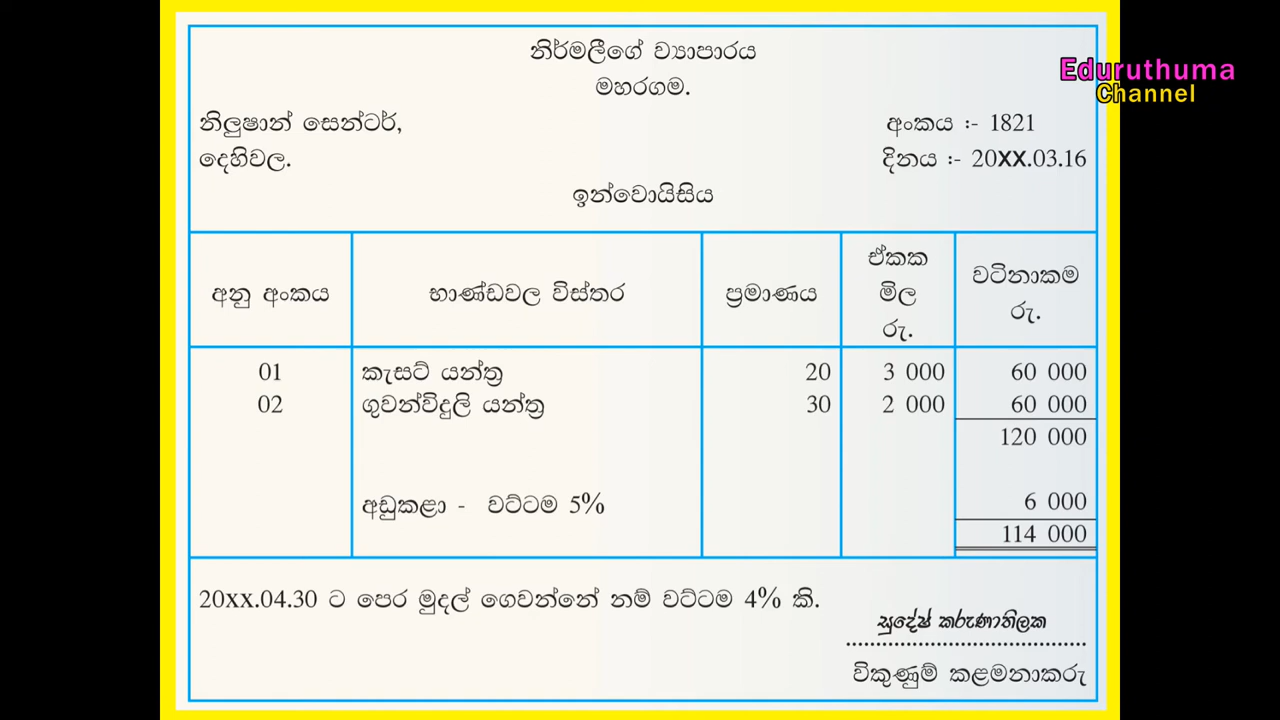 නිර්මලීගේ ව්‍යාපාරය
මහරගම.
Eduruthuma
Channel
නිලුෂාන් සෙන්ටර්,
අංකය :- 1821
දෙහිවල.
දිනය :- 20XX.03.16
ඉන්වොයිසිය
අනු අංකය භාණ්ඩවල විස්තර ප්‍රමාණය ඒකක මිල රු. වටිනාකම රු.
01 කැසට් යන්ත්‍ර 20 3 000 60 000
02 ගුවන්විදුලි යන්ත්‍ර 30 2 000 60 000
120 000
අඩුකළා - වට්ටම 5% 6 000
114 000
20xx.04.30 ට පෙර මුදල් ගෙවන්නේ නම් වට්ටම 4% කි.
සුදේෂ් කරුණාතිලක
විකුණුම් කළමනාකරු